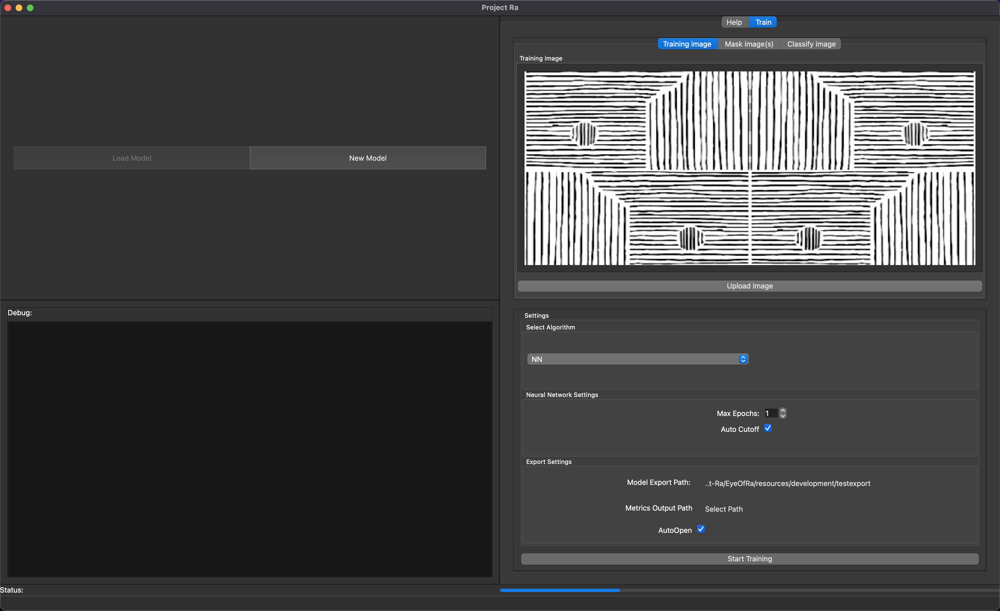 Project Ra
Help Train
Load Model New Model
Training image Mask image(s) Classify image
Training image
Upload Image
Debug:
Settings
Select Algorithm
NN
Neural Network Settings
Max Epochs: 1
Auto Cutoff
Export Settings
Model Export Path: ..t-Ra/EyeOfRa/resources/development/testexport
Metrics Output Path Select Path
AutoOpen
Start Training
Status: